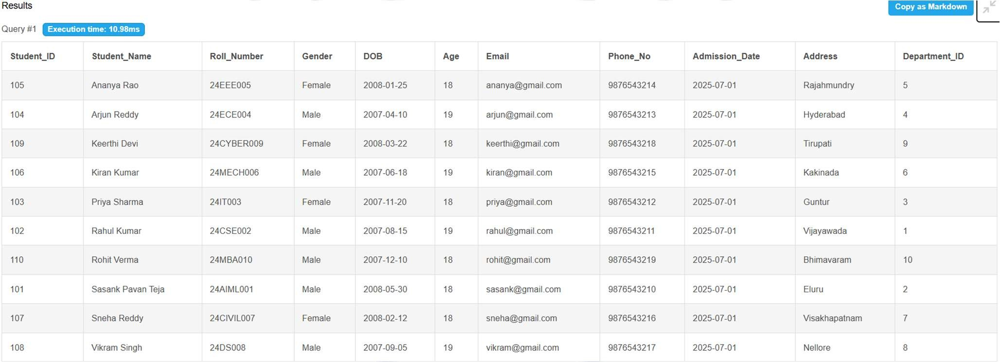 Results
Copy as Markdown
Query #1 Execution time: 10.98ms
Student_ID Student_Name Roll_Number Gender DOB Age Email Phone_No Admission_Date Address Department_ID
105 Ananya Rao 24EEE005 Female 2008-01-25 18 ananya@gmail.com 9876543214 2025-07-01 Rajahmundry 5
104 Arjun Reddy 24ECE004 Male 2007-04-10 19 arjun@gmail.com 9876543213 2025-07-01 Hyderabad 4
109 Keerthi Devi 24CYBER009 Female 2008-03-22 18 keerthi@gmail.com 9876543218 2025-07-01 Tirupati 9
106 Kiran Kumar 24MECH006 Male 2007-06-18 19 kiran@gmail.com 9876543215 2025-07-01 Kakinada 6
103 Priya Sharma 24IT003 Female 2007-11-20 18 priya@gmail.com 9876543212 2025-07-01 Guntur 3
102 Rahul Kumar 24CSE002 Male 2007-08-15 19 rahul@gmail.com 9876543211 2025-07-01 Vijayawada 1
110 Rohit Verma 24MBA010 Male 2007-12-10 18 rohit@gmail.com 9876543219 2025-07-01 Bhimavaram 10
101 Sasank Pavan Teja 24AIML001 Male 2008-05-30 18 sasank@gmail.com 9876543210 2025-07-01 Eluru 2
107 Sneha Reddy 24CIVIL007 Female 2008-02-12 18 sneha@gmail.com 9876543216 2025-07-01 Visakhapatnam 7
108 Vikram Singh 24DS008 Male 2007-09-05 19 vikram@gmail.com 9876543217 2025-07-01 Nellore 8